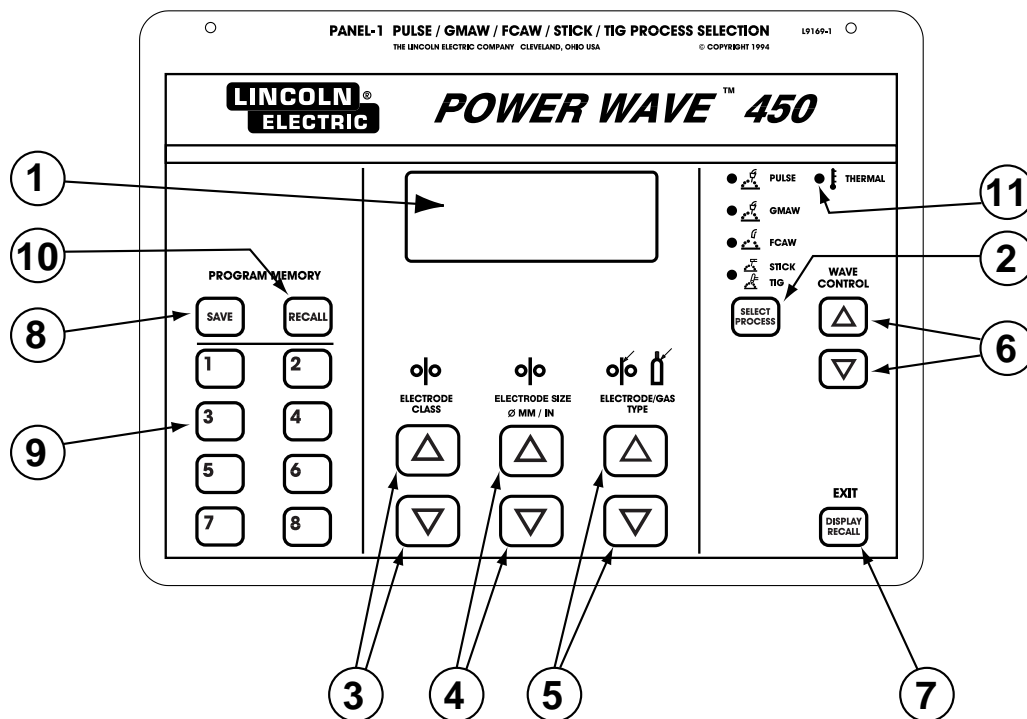 PANEL-1 PULSE / GMAW / FCAW / STICK / TIG PROCESS SELECTION
L9169-1
THE LINCOLN ELECTRIC COMPANY CLEVELAND, OHIO USA
© COPYRIGHT 1994
LINCOLN ®
ELECTRIC
POWER WAVE ™ 450
1
10
8
9
PROGRAM MEMORY
SAVE
RECALL
1
2
3
4
5
6
7
8
ELECTRODE
CLASS
ELECTRODE SIZE
Ø MM / IN
ELECTRODE/GAS
TYPE
PULSE
THERMAL
GMAW
FCAW
STICK
TIG
SELECT
PROCESS
WAVE
CONTROL
EXIT
DISPLAY
RECALL
11
2
6
3
4
5
7